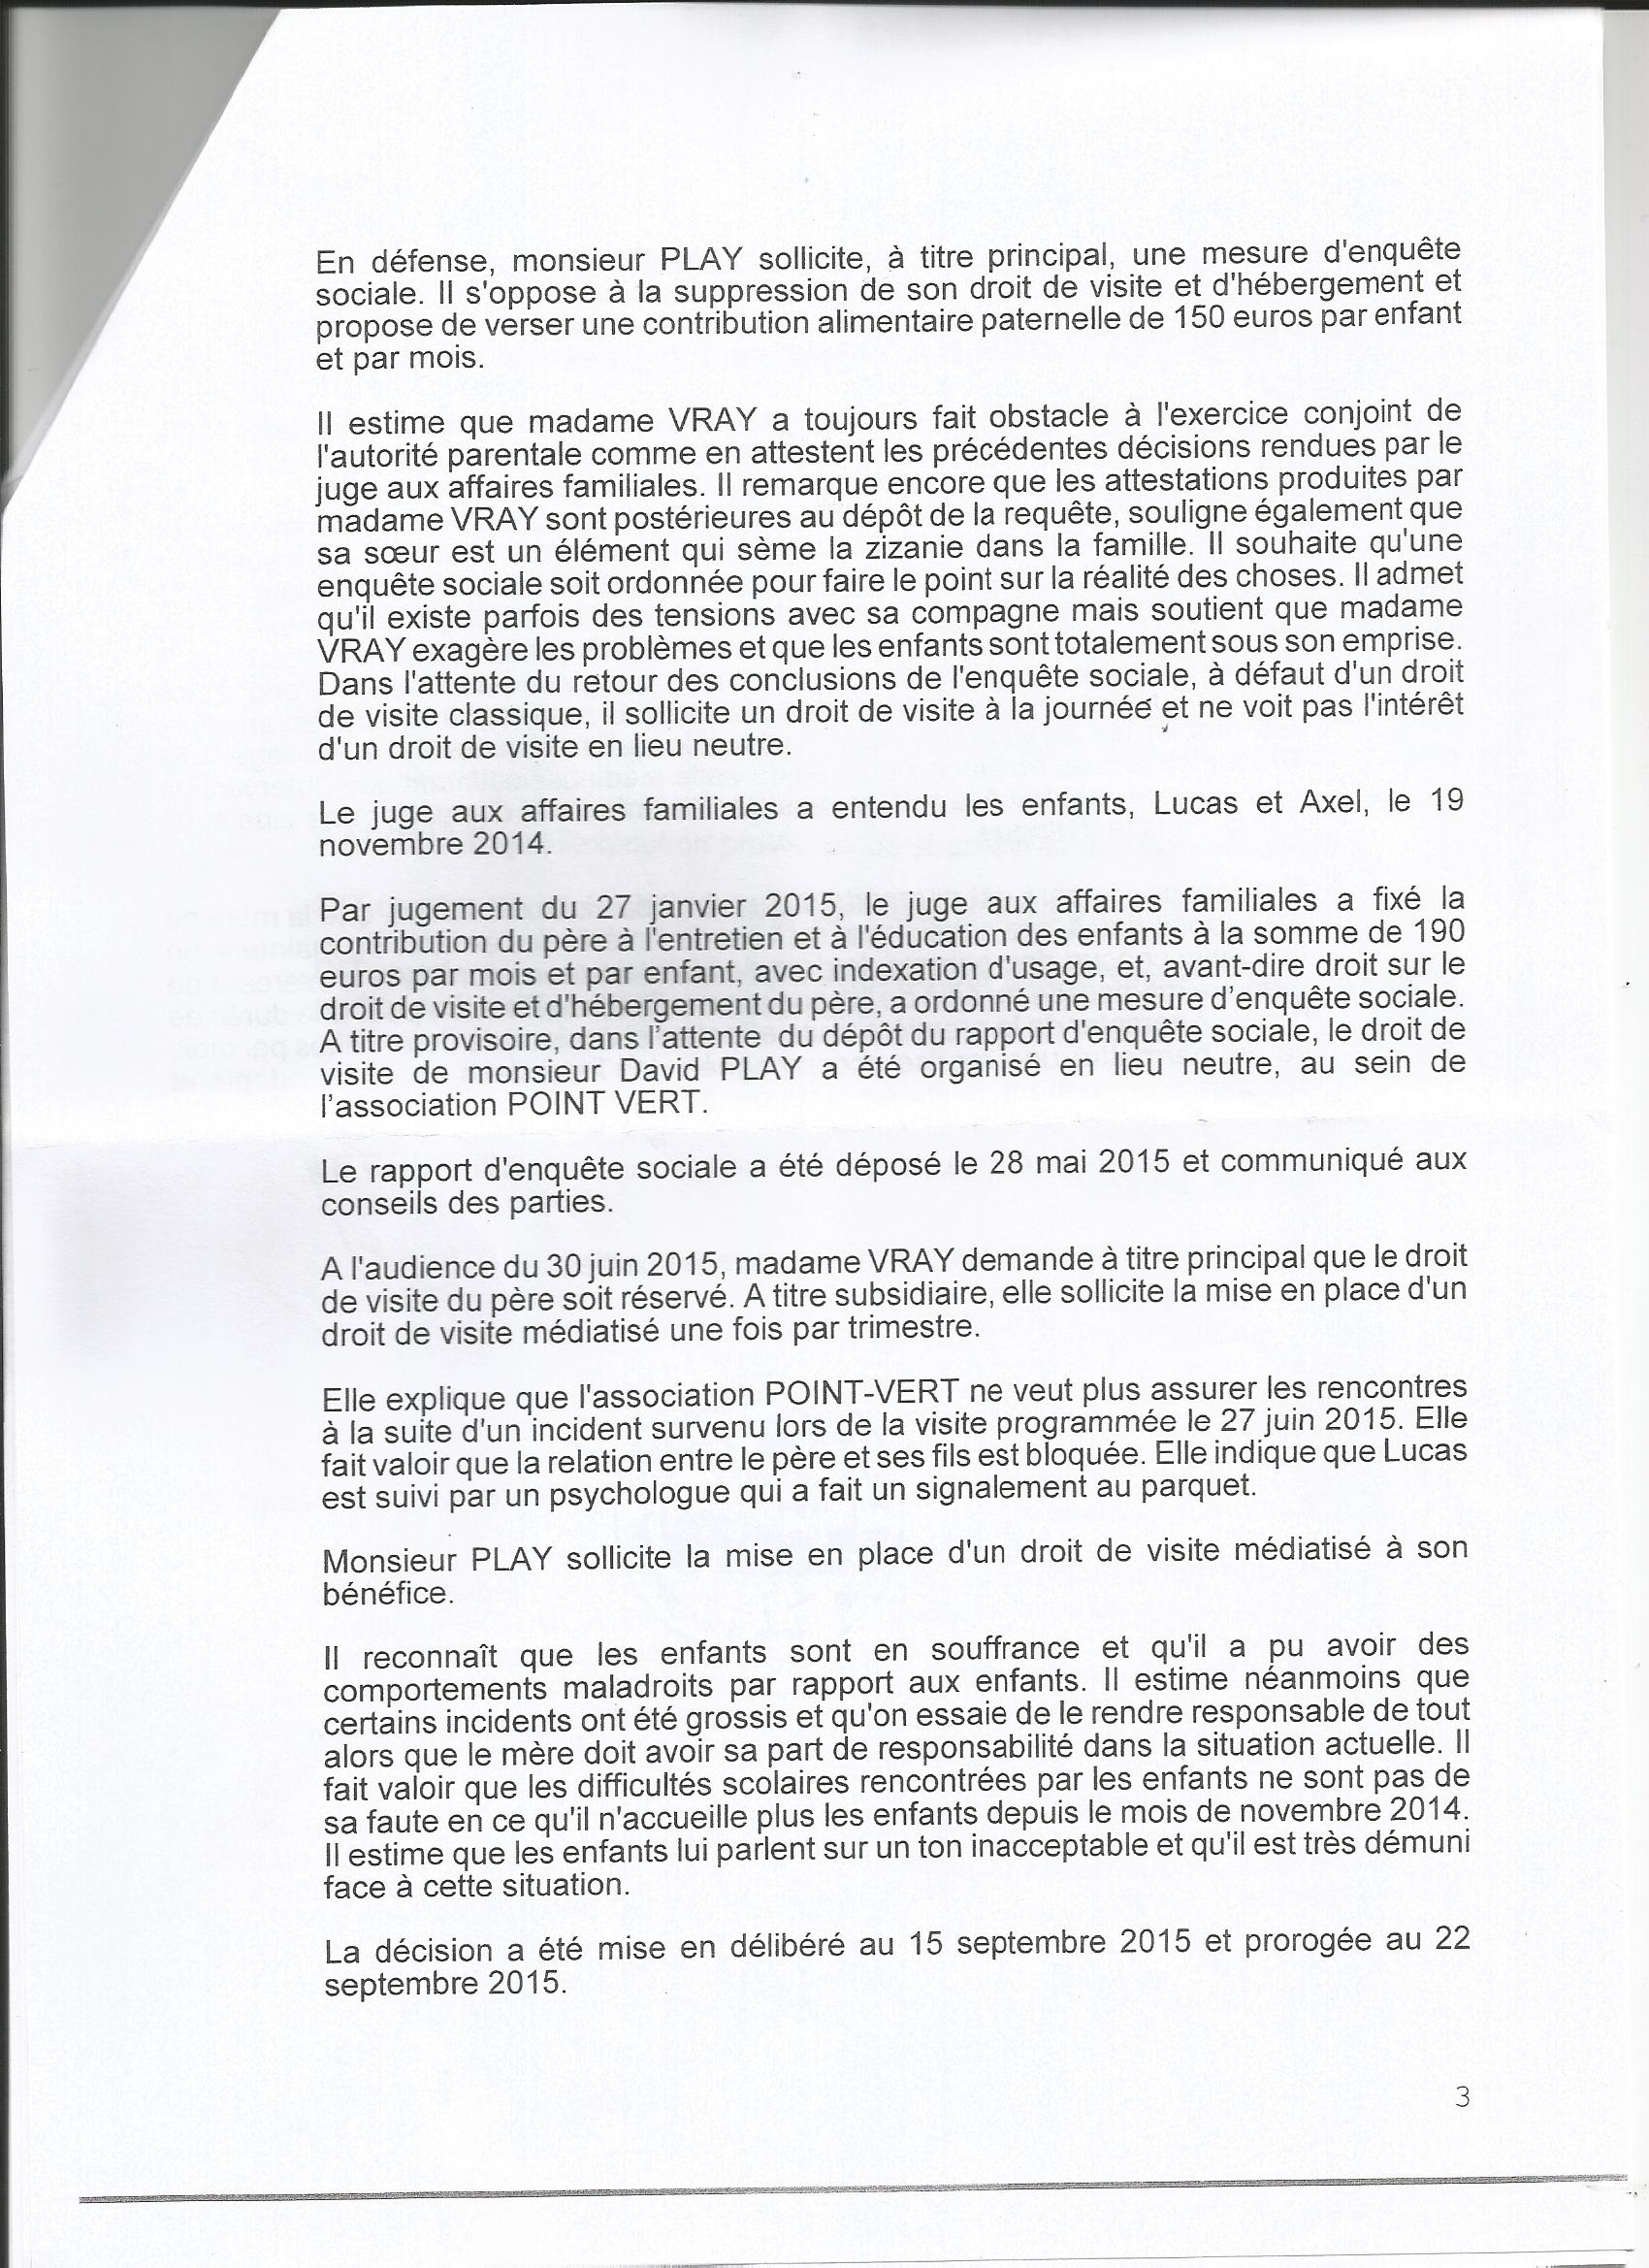 En défense, monsieur PLAY sollicite, à titre principal, une mesure d'enquête
sociale. Il s'oppose à la suppression de son droit de visite et d'hébergement et
propose de verser une contribution alimentaire paternelle de 150 euros par enfant
et par mois.
Il estime que madame VRAY a toujours fait obstacle à l'exercice conjoint de
l'autorité parentale comme en attestent les précédentes décisions rendues par le
juge aux affaires familiales. Il remarque encore que les attestations produites par
madame VRAY sont postérieures au dépôt de la requête, souligne également que
sa sœur est un élément qui sème la zizanie dans la famille. Il souhaite qu'une
enquête sociale soit ordonnée pour faire le point sur la réalité des choses. Il admet
qu'il existe parfois des tensions avec sa compagne mais soutient que madame
VRAY exagère les problèmes et que les enfants sont totalement sous son emprise.
Dans l'attente du retour des conclusions de l'enquête sociale, à défaut d'un droit
de visite classique, il sollicite un droit de visite à la journée et ne voit pas l'intérêt
d'un droit de visite en lieu neutre.
Le juge aux affaires familiales a entendu les enfants, Lucas et Axel, le 19
novembre 2014.
Par jugement du 27 janvier 2015, le juge aux affaires familiales a fixé la
contribution du père à l'entretien et à l'éducation des enfants à la somme de 190
euros par mois et par enfant, avec indexation d'usage, et, avant-dire droit sur le
droit de visite et d'hébergement du père, a ordonné une mesure d'enquête sociale.
A titre provisoire, dans l'attente du dépôt du rapport d'enquête sociale, le droit de
visite de monsieur David PLAY a été organisé en lieu neutre, au sein de
l'association POINT VERT.
Le rapport d'enquête sociale a été déposé le 28 mai 2015 et communiqué aux
conseils des parties.
A l'audience du 30 juin 2015, madame VRAY demande à titre principal que le droit
de visite du père soit réservé. A titre subsidiaire, elle sollicite la mise en place d'un
droit de visite médiatisé une fois par trimestre.
Elle explique que l'association POINT-VERT ne veut plus assurer les rencontres
à la suite d'un incident survenu lors de la visite programmée le 27 juin 2015. Elle
fait valoir que la relation entre le père et ses fils est bloquée. Elle indique que Lucas
est suivi par un psychologue qui a fait un signalement au parquet.
Monsieur PLAY sollicite la mise en place d'un droit de visite médiatisé à son
bénéfice.
Il reconnaît que les enfants sont en souffrance et qu'il a pu avoir des
comportements maladroits par rapport aux enfants. Il estime néanmoins que
certains incidents ont été grossis et qu'on essaie de le rendre responsable de tout
alors que le mère doit avoir sa part de responsabilité dans la situation actuelle. Il
fait valoir que les difficultés scolaires rencontrées par les enfants ne sont pas de
sa faute en ce qu'il n'accueille plus les enfants depuis le mois de novembre 2014.
Il estime que les enfants lui parlent sur un ton inacceptable et qu'il est très démuni
face à cette situation.
La décision a été mise en délibéré au 15 septembre 2015 et prorogée au 22
septembre 2015.
3